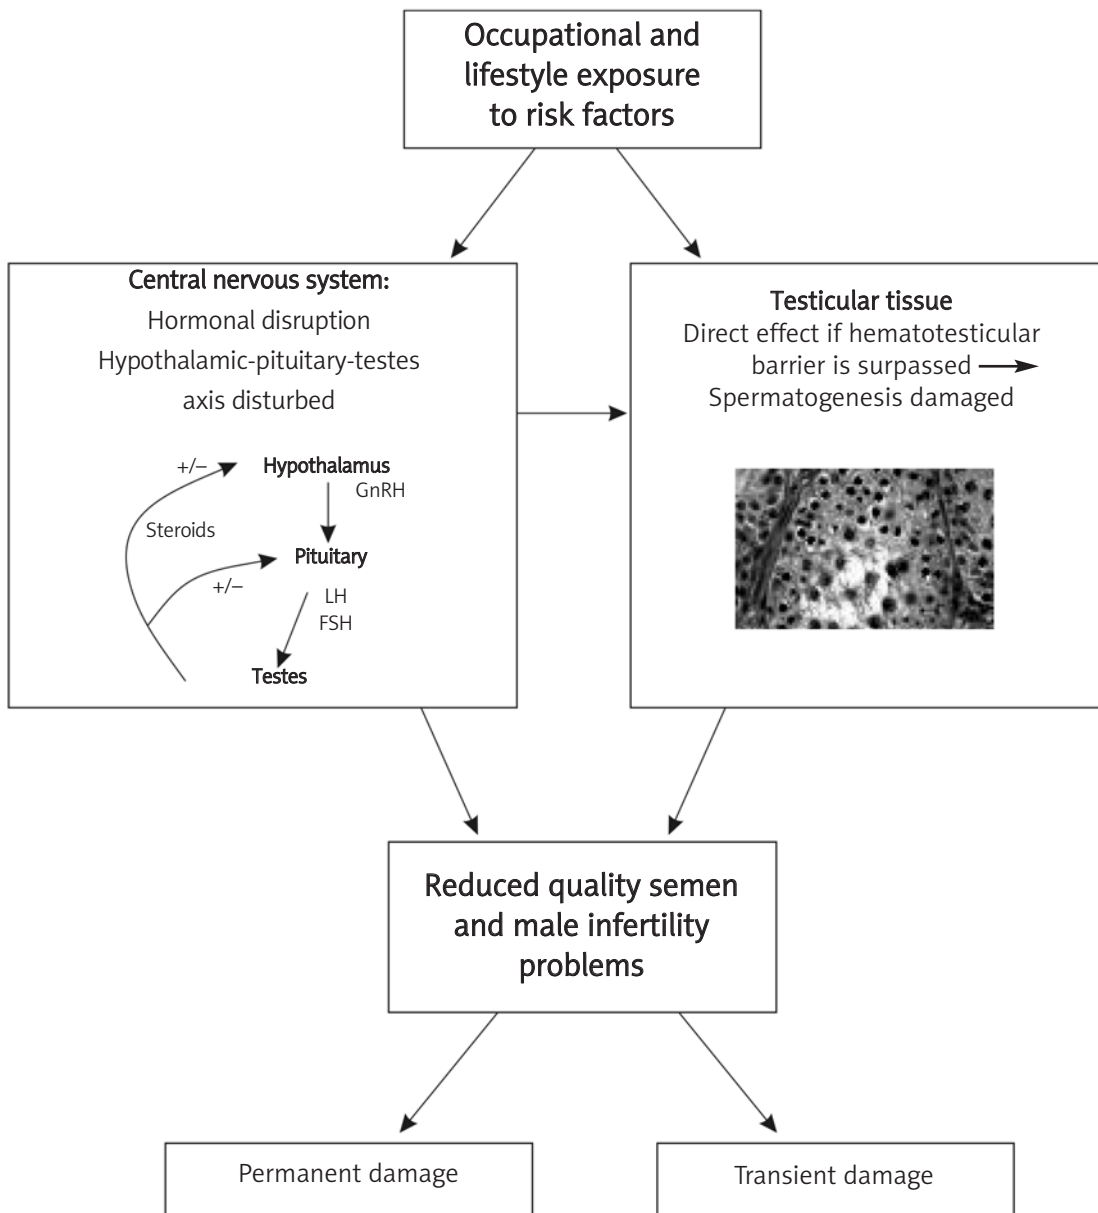 Occupational and
lifestyle exposure
to risk factors
Central nervous system:
Hormonal disruption
Hypothalamic-pituitary-testes
axis disturbed
+/–
Hypothalamus
GnRH
Steroids
Pituitary
+/–
LH
FSH
Testes
Testicular tissue
Direct effect if hematotesticular
barrier is surpassed
Spermatogenesis damaged
Reduced quality semen
and male infertility
problems
Permanent damage
Transient damage